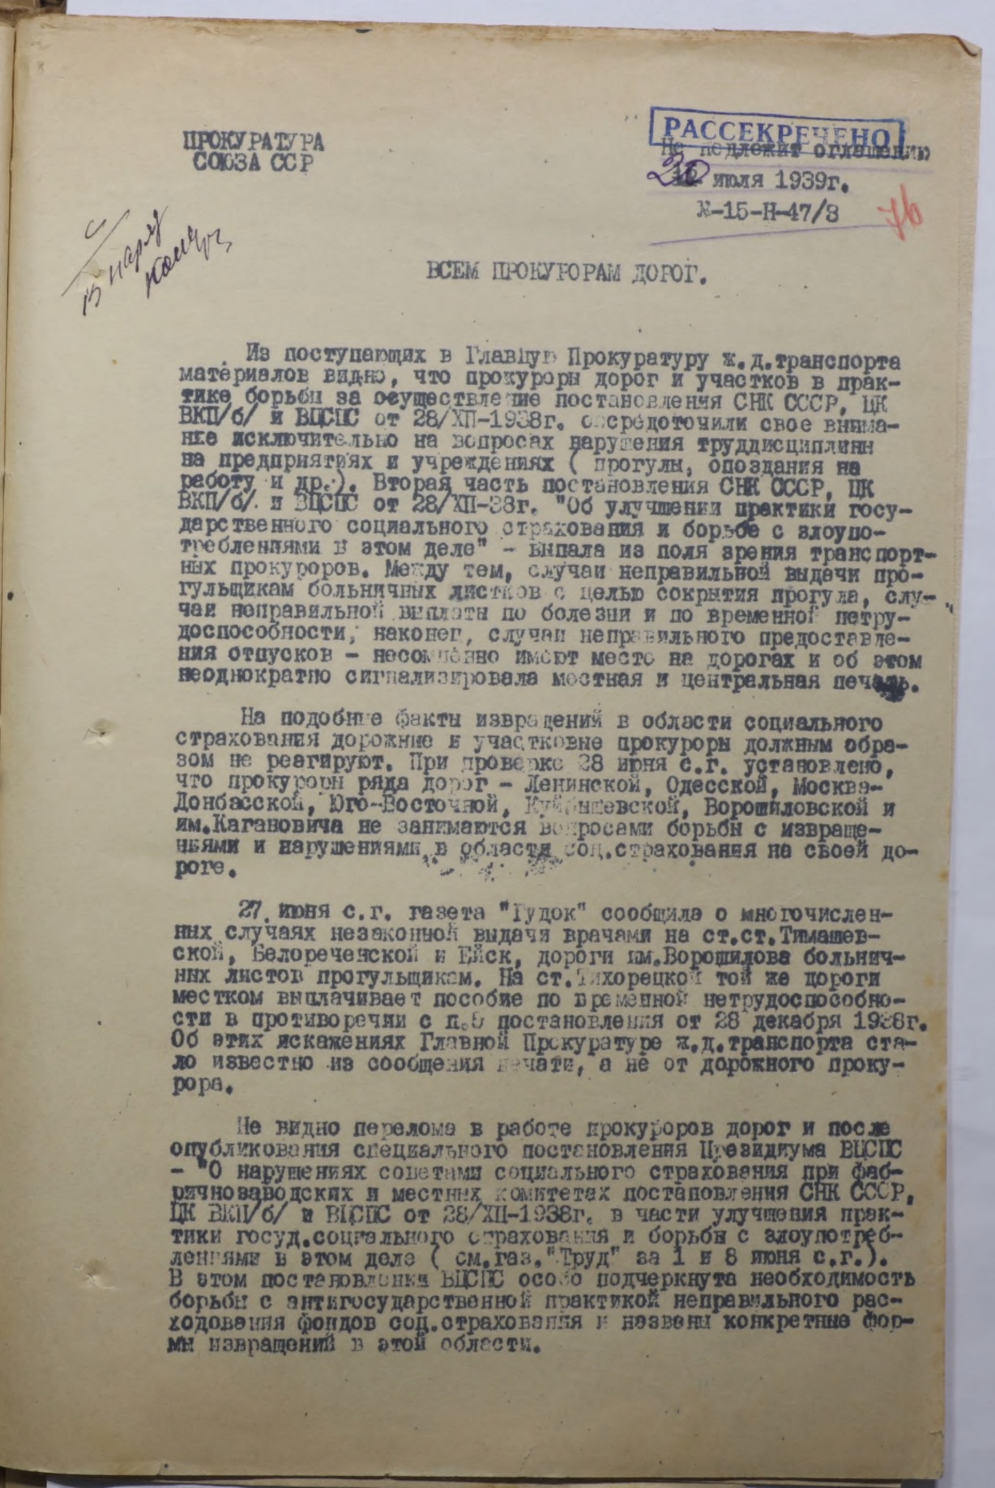 ПРОКУРАТУРА
СОЮЗА ССР
РАССЕКРЕЧЕНО
Не подлежит оглашению
20 июля 1939г.
№-15-Н-47/3
76
В наряд
ВСЕМ ПРОКУРОРАМ ДОРОГ.
Из поступающих в Главную Прокуратуру ж.д.транспорта
материалов видно, что прокуроры дорог и участков в прак-
тике борьбы за осуществление постановления СНК СССР, ЦК
ВКП/б/ и ВЦСПС от 28/ХП-1938г. сосредоточили свое внима-
ние исключительно на вопросах нарушения труддисциплины
на предприятиях и учреждениях ( прогулы, опоздания на
работу и др.). Вторая часть постановления СНК СССР, ЦК
ВКП/б/. и ВЦСПС от 28/ХП-38г. "Об улучшении практики госу-
дарственного социального страхования и борьбе с злоупо-
треблениями в этом деле" - выпала из поля зрения транспорт-
ных прокуроров. Между тем, случаи неправильной выдачи про-
гульщикам больничных листков с целью сокрытия прогула, слу-
чаи неправильной выплаты по болезни и по временной нетру-
доспособности, наконец, случаи неправильного предоставле-
ния отпусков - несомненно имеют место на дорогах и об этом
неоднократно сигнализировала местная и центральная печать.
На подобные факты извращений в области социального
страхования дорожные и участковые прокуроры должным обра-
зом не реагируют. При проверке 28 июня с.г. установлено,
что прокуроры ряда дорог - Ленинской, Одесской, Москва-
Донбасской, Юго-Восточной, Куйбышевской, Ворошиловской и
им.Кагановича не занимаются вопросами борьбы с извраще-
ниями и нарушениями в области соц.страхования на своей до-
роге.
27 июня с.г. газета "Гудок" сообщила о многочислен-
ных случаях незаконной выдачи врачами на ст.ст.Тимашев-
ской, Белореченской и Ейск, дороги им.Ворошилова больнич-
ных листов прогульщикам. На ст.Тихорецкой той же дороги
местком выплачивает пособие по временной нетрудоспособно-
сти в противоречии с п. постановления от 28 декабря 1938г.
Об этих искажениях Главной Прокуратуре ж.д.транспорта ста-
ло известно из сообщения печати, а не от дорожного проку-
рора.
Не видно перелома в работе прокуроров дорог и после
опубликования специального постановления Президиума ВЦСПС
- "О нарушениях советами социального страхования при фаб-
ричнозаводских и местных комитетах постановления СНК СССР,
ЦК ВКП/б/ и ВЦСПС от 28/ХП-1938г. в части улучшения прак-
тики госуд.социального страхования и борьбы с злоупотреб-
лениями в этом деле ( см.газ."Труд" за 1 и 8 июня с.г.).
В этом постановлении ВЦСПС особо подчеркнута необходимость
борьбы с антигосударственной практикой неправильного рас-
ходования фондов соц.страхования и названы конкретные фор-
мы извращений в этой области.